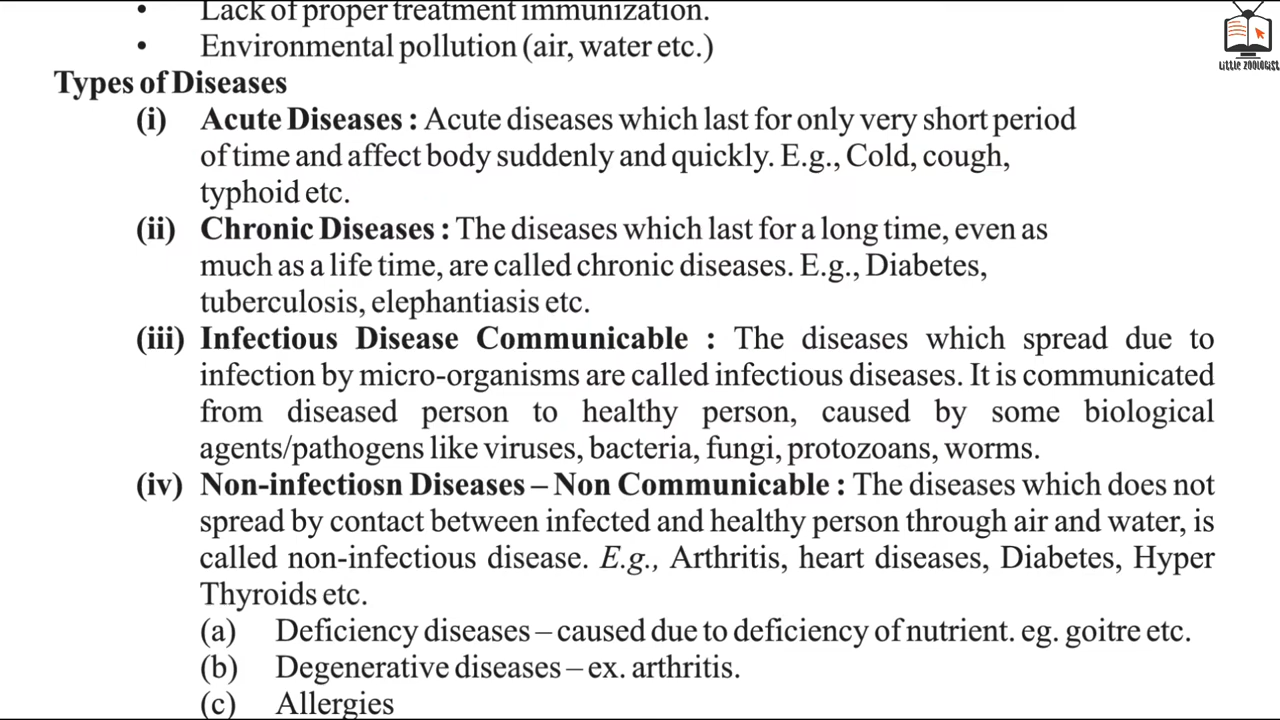 • Lack of proper treatment immunization.
• Environmental pollution (air, water etc.)
LITTLE ZOOLOGIST
Types of Diseases
(i) Acute Diseases : Acute diseases which last for only very short period
of time and affect body suddenly and quickly. E.g., Cold, cough,
typhoid etc.
(ii) Chronic Diseases : The diseases which last for a long time, even as
much as a life time, are called chronic diseases. E.g., Diabetes,
tuberculosis, elephantiasis etc.
(iii) Infectious Disease Communicable : The diseases which spread due to
infection by micro-organisms are called infectious diseases. It is communicated
from diseased person to healthy person, caused by some biological
agents/pathogens like viruses, bacteria, fungi, protozoans, worms.
(iv) Non-infectiosn Diseases – Non Communicable : The diseases which does not
spread by contact between infected and healthy person through air and water, is
called non-infectious disease. E.g., Arthritis, heart diseases, Diabetes, Hyper
Thyroids etc.
(a) Deficiency diseases – caused due to deficiency of nutrient. eg. goitre etc.
(b) Degenerative diseases – ex. arthritis.
(c) Allergies